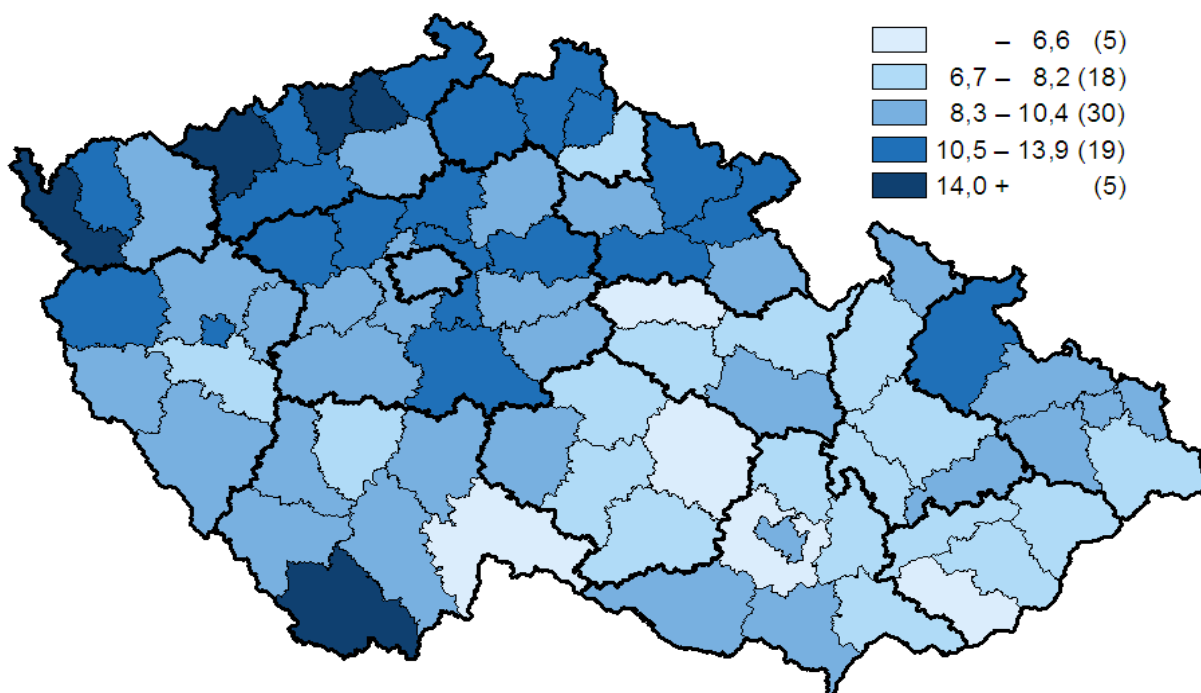 – 6,6 (5)
6,7 – 8,2 (18)
8,3 – 10,4 (30)
10,5 – 13,9 (19)
14,0 + (5)